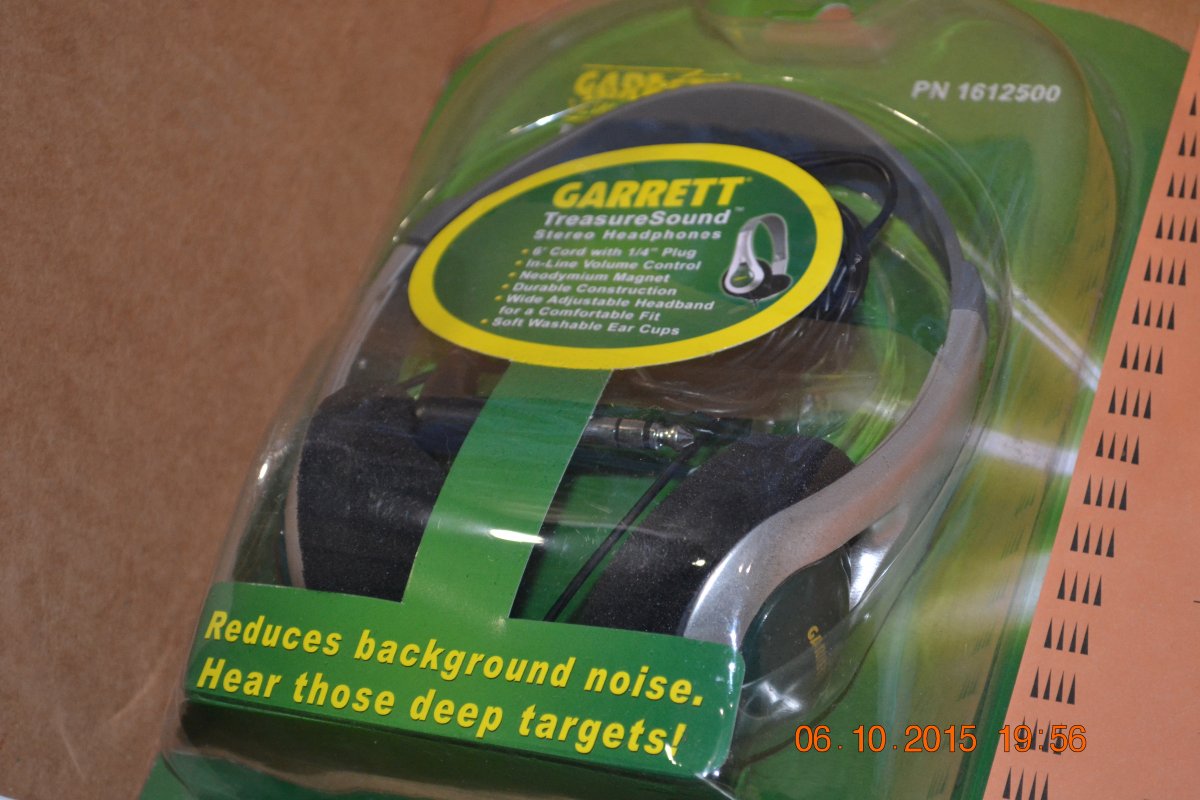 PN 1612500
GARRETT
TreasureSound™
Stereo Headphones
• 6' Cord with 1/4" Plug
• In-Line Volume Control
• Neodymium Magnet
• Durable Construction
• Wide Adjustable Headband
for a Comfortable Fit
• Soft Washable Ear Cups
Reduces background noise.
Hear those deep targets!
06.10.2015 19:56